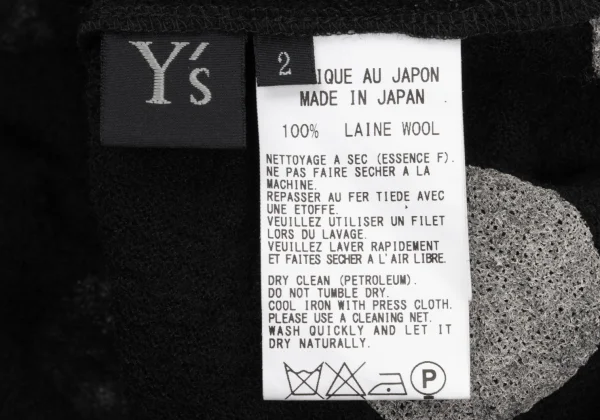 Y's
2
IQUE AU JAPON
MADE IN JAPAN
100% LAINE WOOL
NETTOYAGE A SEC (ESSENCE F).
NE PAS FAIRE SECHER A LA
MACHINE.
REPASSER AU FER TIEDE AVEC
UNE ETOFFE.
VEUILLEZ UTILISER UN FILET
LORS DU LAVAGE.
VEUILLEZ LAVER RAPIDEMENT
ET FAITES SECHER A L'AIR LIBRE.
DRY CLEAN (PETROLEUM).
DO NOT TUMBLE DRY.
COOL IRON WITH PRESS CLOTH.
PLEASE USE A CLEANING NET.
WASH QUICKLY AND LET IT
DRY NATURALLY.
P